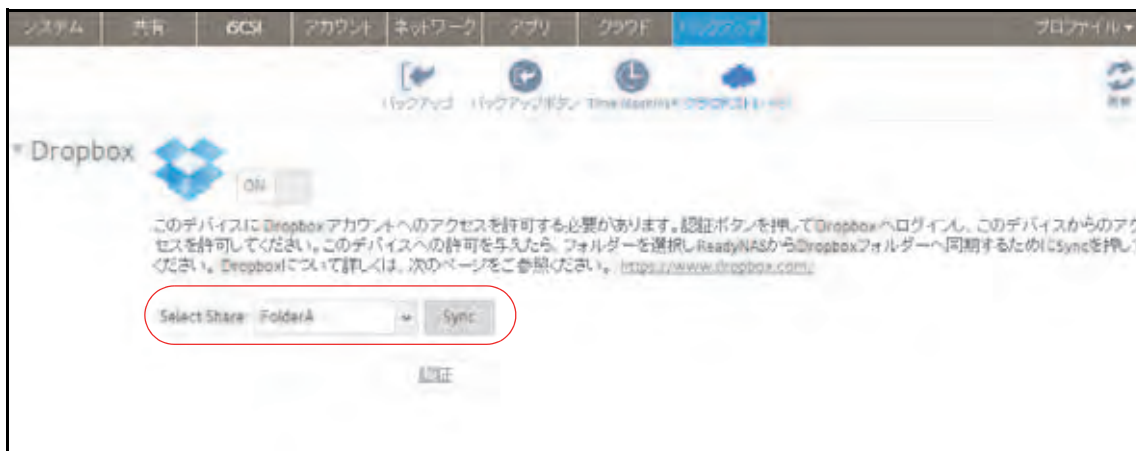 システム 共有 iSCSI アカウント ネットワーク アプリ クラウド バックアップ プロファイル
バックアップ バックアップボタン Time Machine クラウドストレージ 更新
Dropbox
ON
このデバイスに Dropbox アカウントへのアクセスを許可する必要があります。認証ボタンを押してDropboxへログインし、このデバイスからのアク
セスを許可してください。このデバイスへの許可を与えたら、フォルダーを選択しReadyNASからDropboxフォルダーへ同期するためにSyncを押して
ください。Dropboxについて詳しくは、次のページをご参照ください。 https://www.dropbox.com/
Select Share FolderA Sync
認証